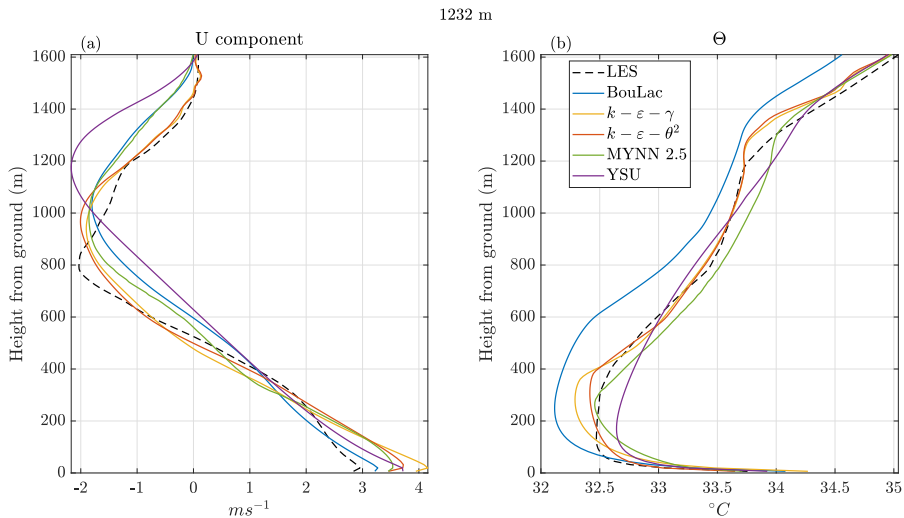 1232 m
(a)
U component
1600
1400
1200
1000
800
600
400
200
0
Height from ground (m)
-2
-1
0
1
2
3
4
ms⁻¹
(b)
Θ
LES
BouLac
k − ε − γ
k − ε − θ²
MYNN 2.5
YSU
1600
1400
1200
1000
800
600
400
200
0
Height from ground (m)
32
32.5
33
33.5
34
34.5
35
°C